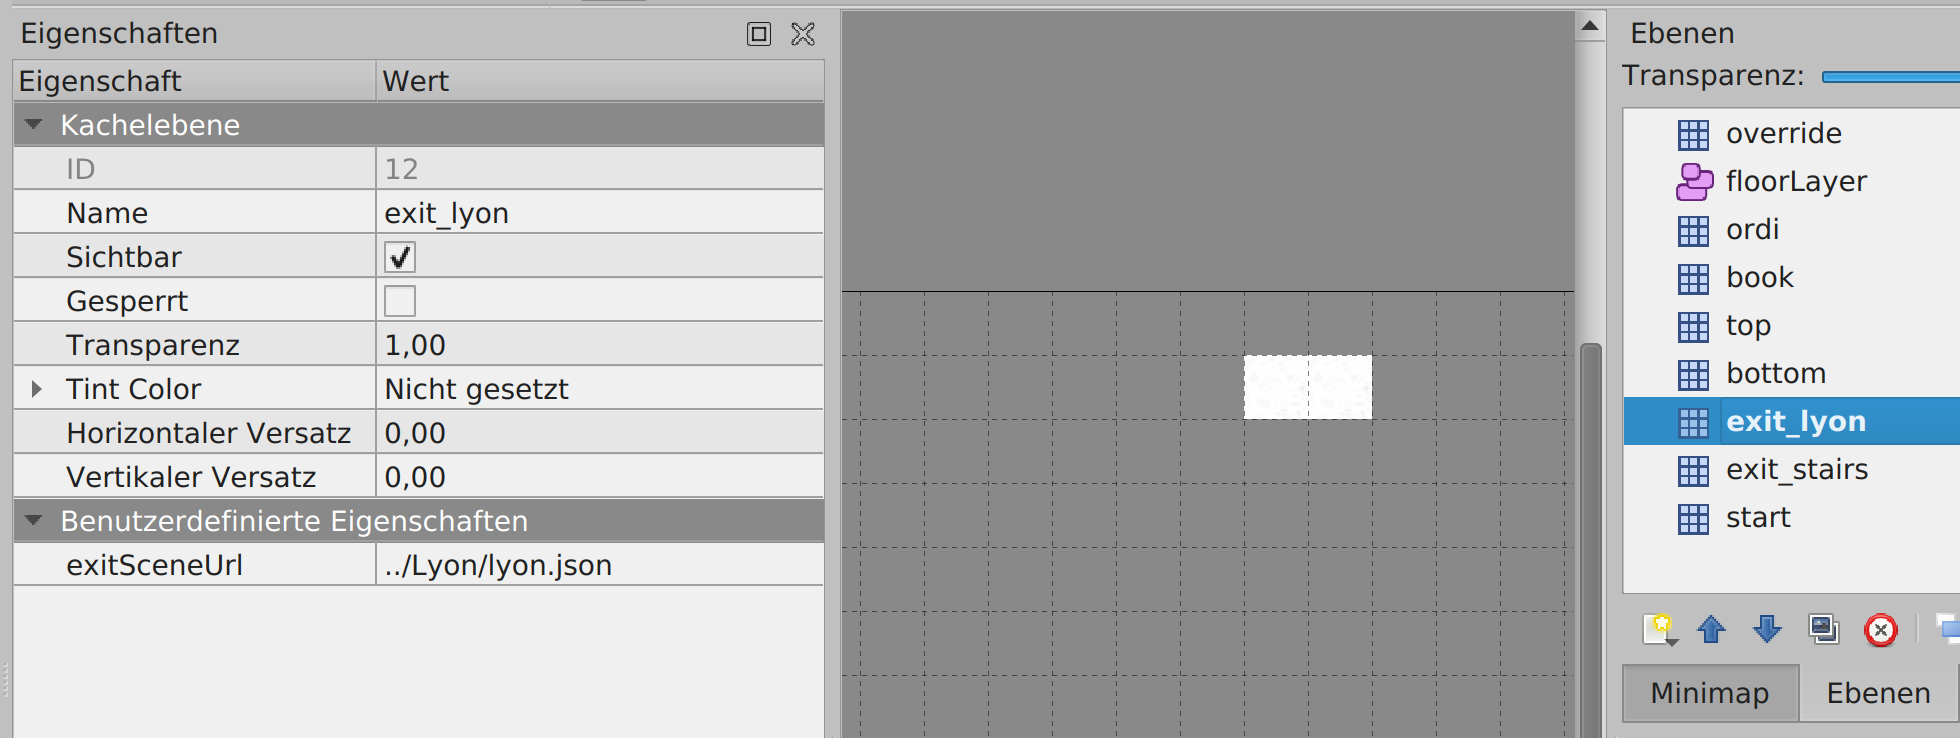 Eigenschaften
Eigenschaft Wert
Kachelebene
ID 12
Name exit_lyon
Sichtbar
Gesperrt
Transparenz 1,00
Tint Color Nicht gesetzt
Horizontaler Versatz 0,00
Vertikaler Versatz 0,00
Benutzerdefinierte Eigenschaften
exitSceneUrl ../Lyon/lyon.json
Ebenen
Transparenz:
override
floorLayer
ordi
book
top
bottom
exit_lyon
exit_stairs
start
Minimap Ebenen